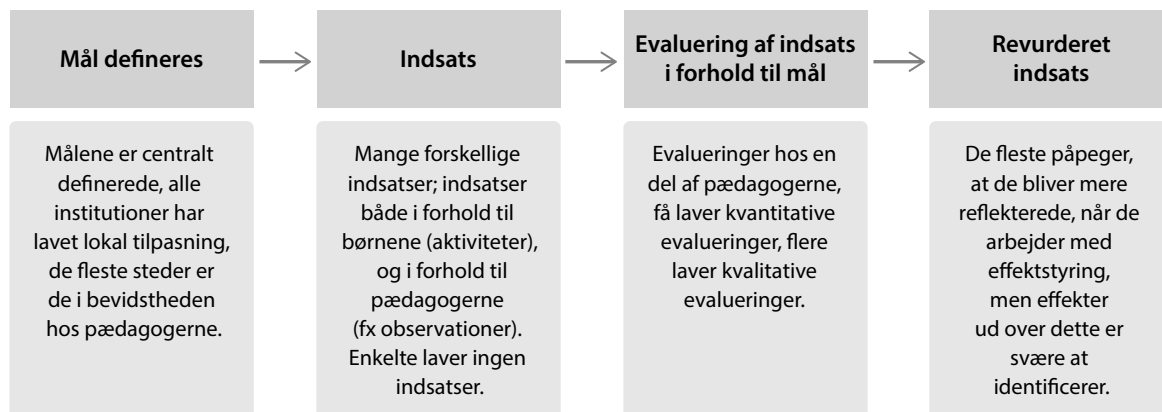 Mål defineres
Indsats
Evaluering af indsats
i forhold til mål
Revurderet
indsats
Målene er centralt
definerede, alle
institutioner har
lavet lokal tilpasning,
de fleste steder er
de i bevidstheden
hos pædagogerne.
Mange forskellige
indsatser; indsatser
både i forhold til
børnene (aktiviteter),
og i forhold til
pædagogerne
(fx observationer).
Enkelte laver ingen
indsatser.
Evalueringer hos en
del af pædagogerne,
få laver kvantitative
evalueringer, flere
laver kvalitative
evalueringer.
De fleste påpeger,
at de bliver mere
reflekterede, når de
arbejder med
effektstyring,
men effekter
ud over dette er
svære at
identificerer.